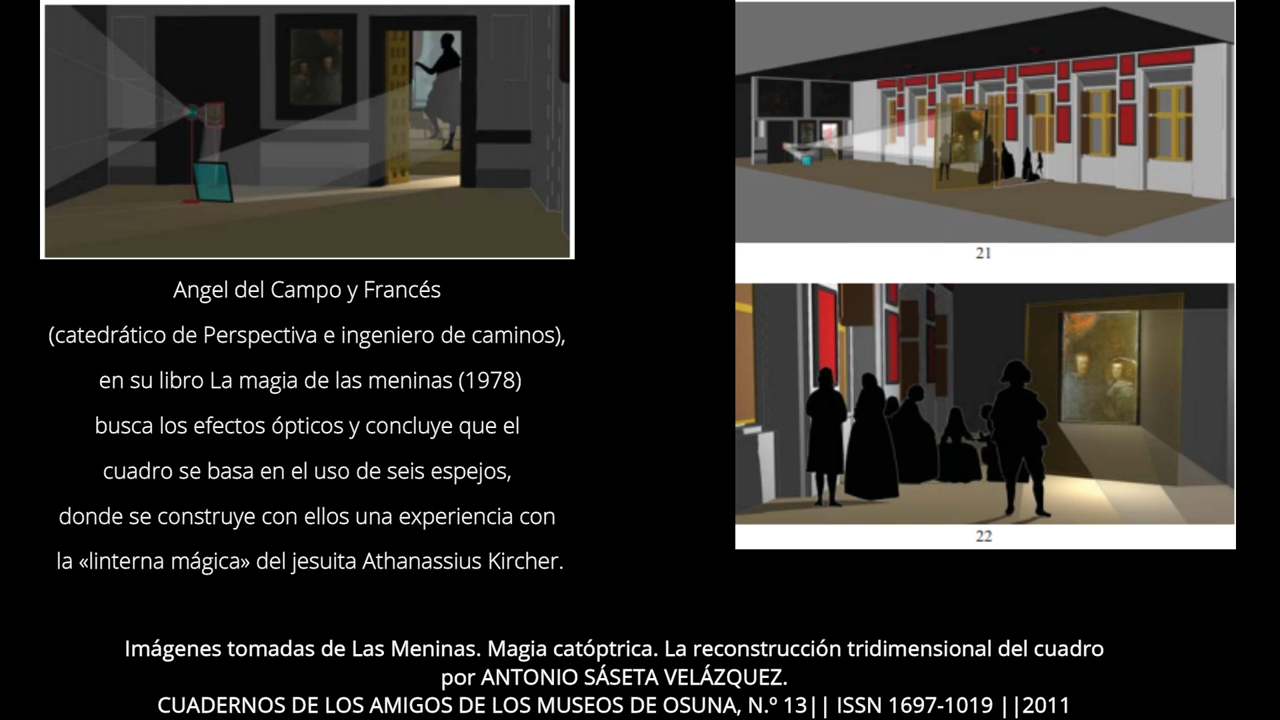 Angel del Campo y Francés
(catedrático de Perspectiva e ingeniero de caminos),
en su libro La magia de las meninas (1978)
busca los efectos ópticos y concluye que el
cuadro se basa en el uso de seis espejos,
donde se construye con ellos una experiencia con
la «linterna mágica» del jesuita Athanassius Kircher.
21
22
Imágenes tomadas de Las Meninas. Magia catóptrica. La reconstrucción tridimensional del cuadro
por ANTONIO SÁSETA VELÁZQUEZ.
CUADERNOS DE LOS AMIGOS DE LOS MUSEOS DE OSUNA, N.º 13|| ISSN 1697-1019 ||2011